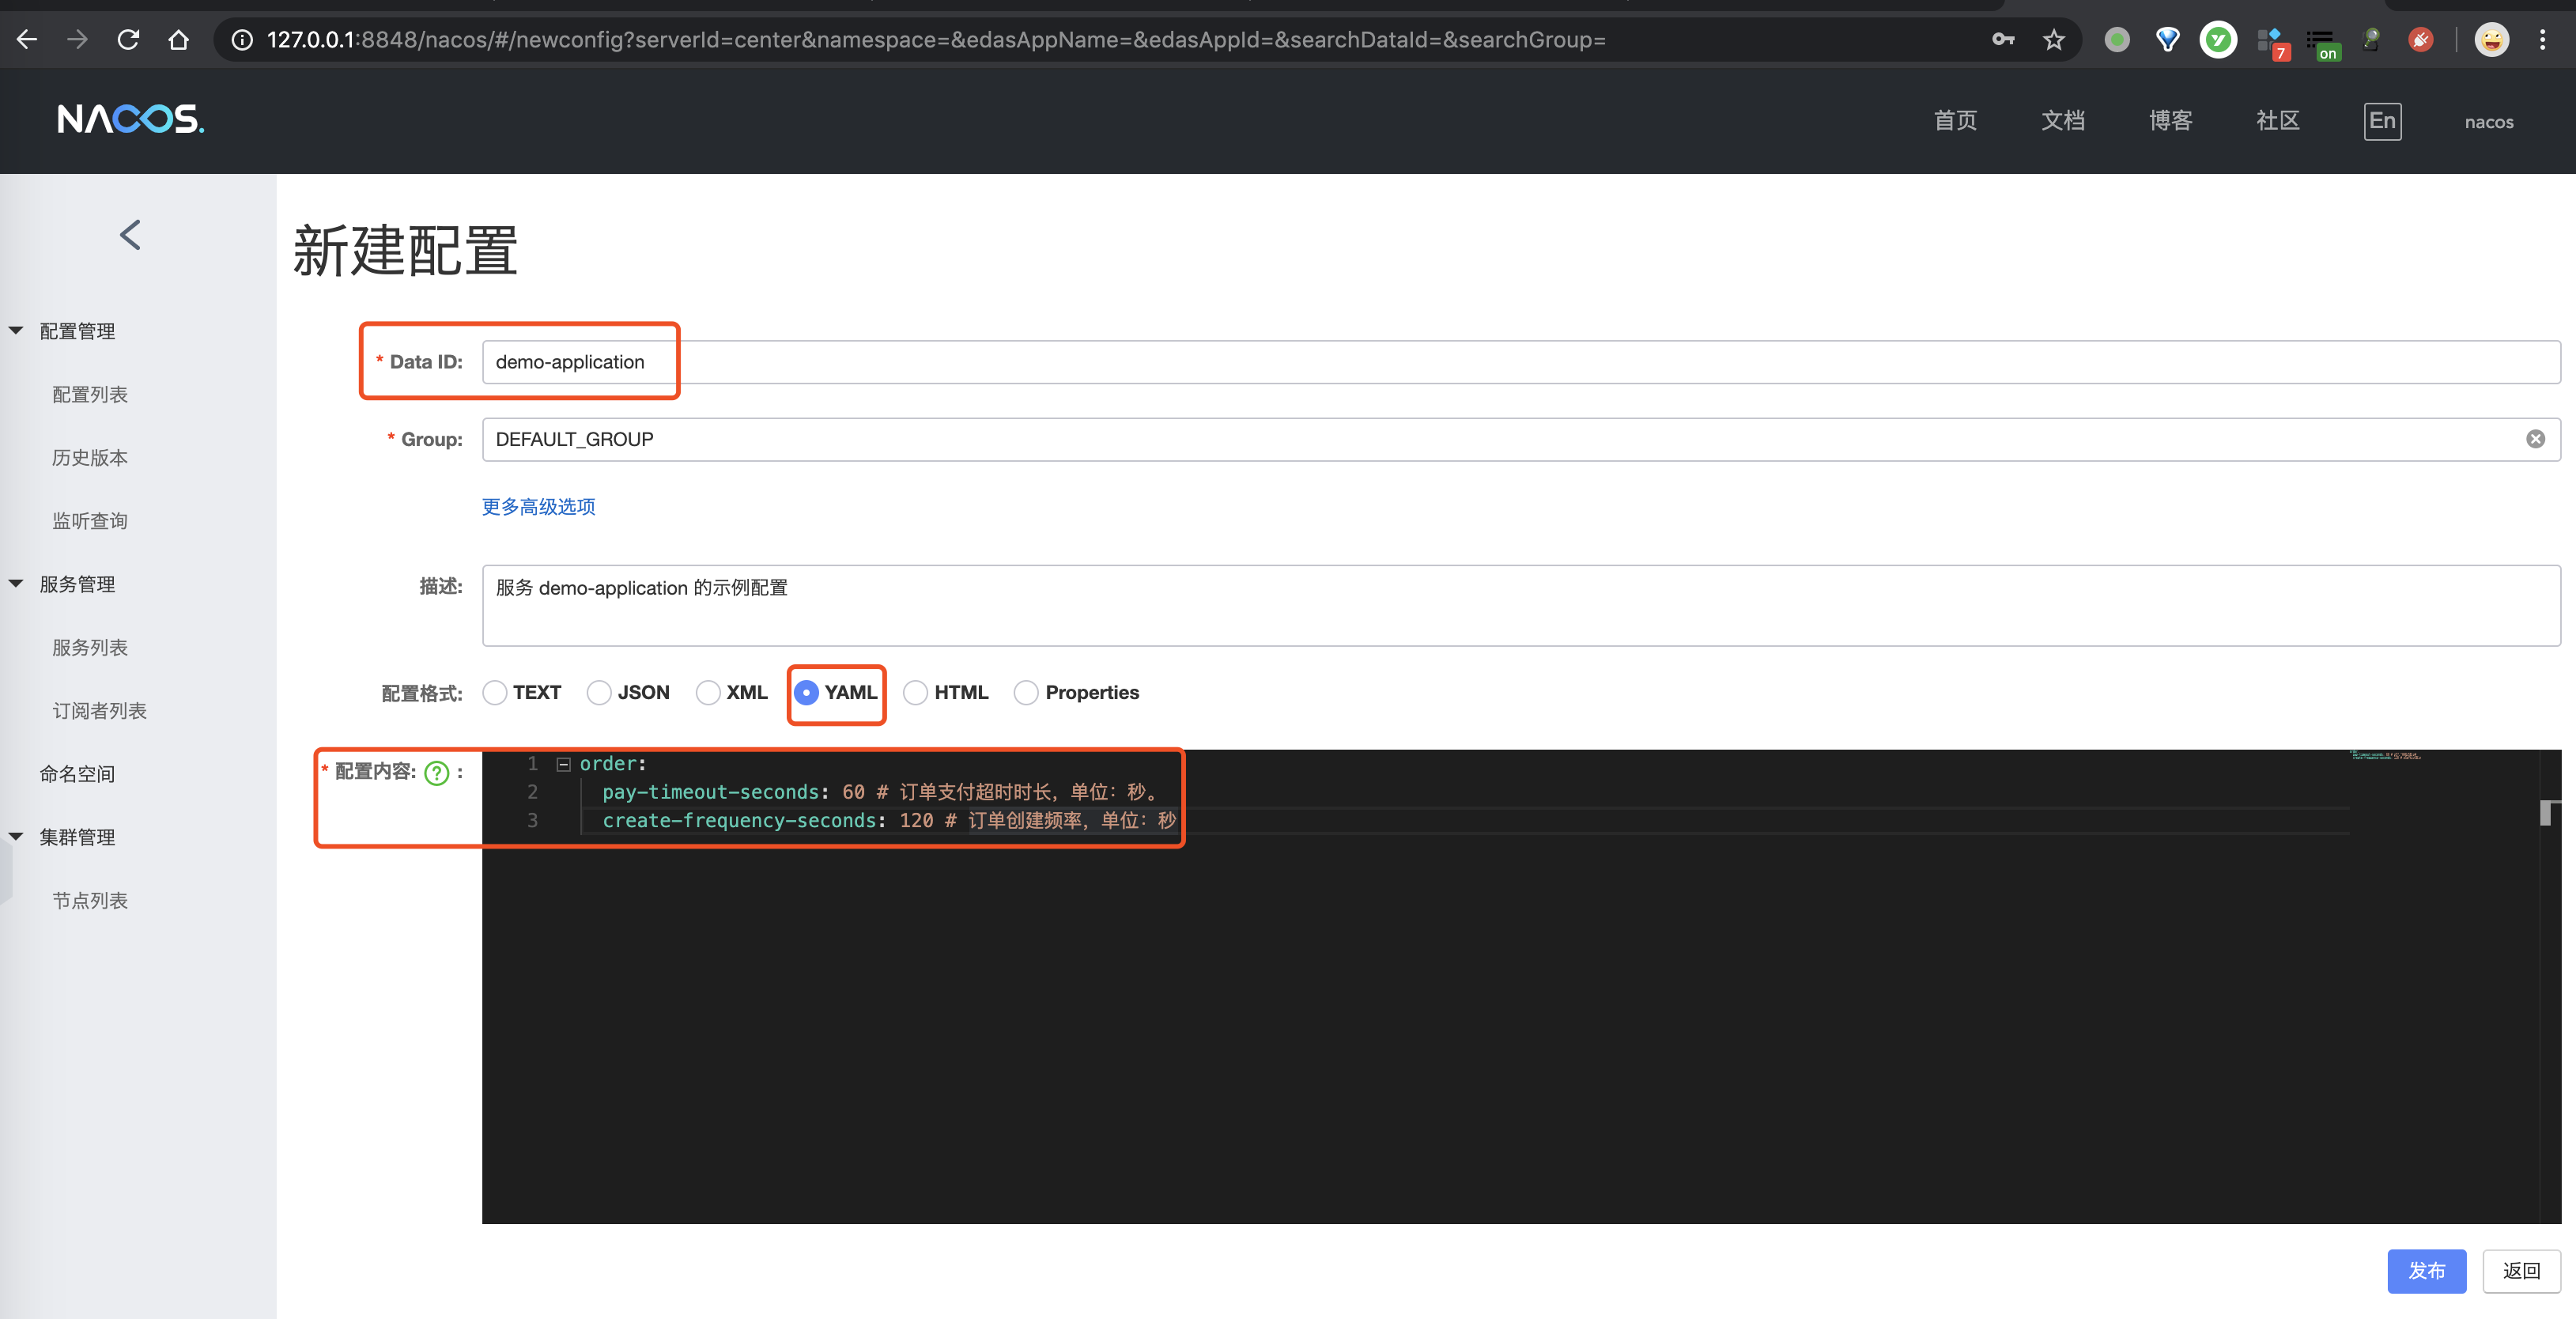 127.0.0.1:8848/nacos/#/newconfig?serverId=center&namespace=&edasAppName=&edasAppId=&searchDataId=&searchGroup=
7
on
NACOS.
首页
文档
博客
社区
En
nacos
新建配置
配置管理
配置列表
历史版本
监听查询
服务管理
服务列表
订阅者列表
命名空间
集群管理
节点列表
* Data ID: demo-application
* Group: DEFAULT_GROUP
更多高级选项
描述: 服务 demo-application 的示例配置
配置格式: TEXT JSON XML YAML HTML Properties
* 配置内容: ? :
1 order:
2 pay-timeout-seconds: 60 # 订单支付超时时长，单位：秒。
3 create-frequency-seconds: 120 # 订单创建频率，单位：秒
发布
返回